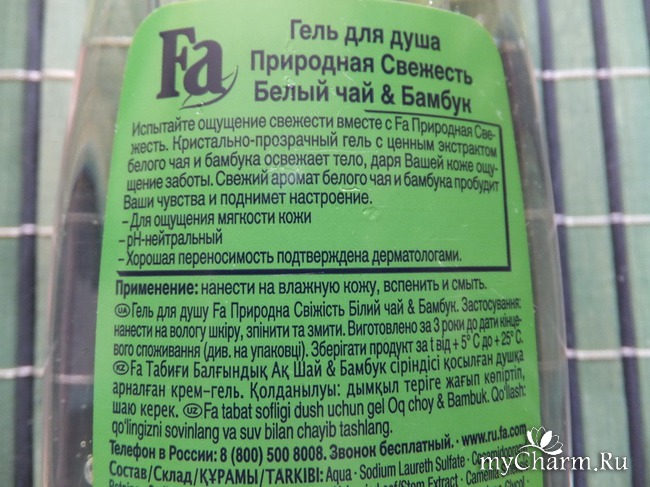 Fa
Гель для душа
Природная Свежесть
Белый чай & Бамбук
Испытайте ощущение свежести вместе с Fa Природная Све-
жесть. Кристально-прозрачный гель с ценным экстрактом
белого чая и бамбука освежает тело, даря Вашей коже ощу-
щение заботы. Свежий аромат белого чая и бамбука пробудит
Ваши чувства и поднимет настроение.
– Для ощущения мягкости кожи
– pH-нейтральный
– Хорошая переносимость подтверждена дерматологами.
Применение: нанести на влажную кожу, вспенить и смыть.
UA Гель для душу Fa Природна Свіжість Білий чай & Бамбук. Застосування:
нанести на вологу шкіру, зпінити та змити. Виготовлено за 3 роки до дати кінце-
вого споживання (див. на упаковці). Зберігати продукт за t від + 5° C до + 25° C.
KZ Fa Табиғи Балғындық Ақ Шай & Бамбук сіріндісі қосылған душқа
арналған крем-гель. Қолданылуы: дымқыл теріге жағып көпіртіп,
шаю керек. UZ Fa tabat sofligi dush uchun gel Oq choy & Bambuk. Qo'llash:
qo'lingizni sovinlang va suv bilan chayib tashlang.
Телефон в России: 8 (800) 500 8008. Звонок бесплатный. · www.ru.fa.com
Состав/Склад/ҚҰРАМЫ/TARKIBI: Aqua · Sodium Laureth Sulfate ·
myCharm.Ru